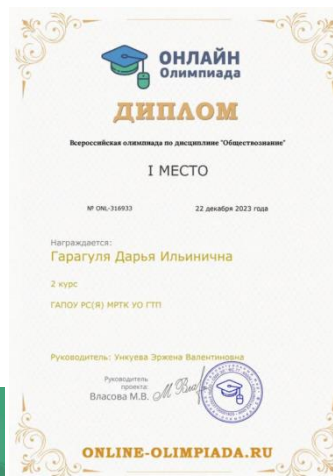 ОНЛАЙН
Олимпиада
ДИПЛОМ
Всероссийская олимпиада по дисциплине "Обществознание"
I МЕСТО
№ ONL-316933
22 декабря 2023 года
Награждается:
Гарагуля Дарья Ильинична
2 курс
ГАПОУ РС(Я) МРТК УО ГТП
Руководитель: Ункуева Эржена Валентиновна
Руководитель
проекта:
Власова М.В.
ONLINE-OLIMPIADA.RU